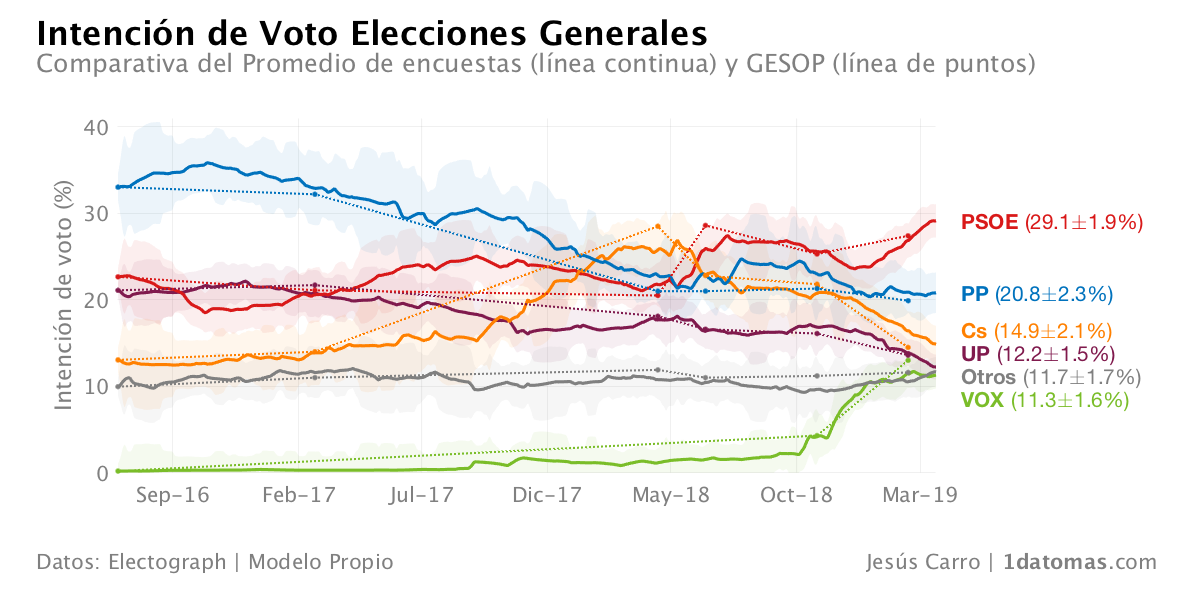 Intención de Voto Elecciones Generales
Comparativa del Promedio de encuestas (línea continua) y GESOP (línea de puntos)
Intención de voto (%)
40
30
20
10
0
Sep−16
Feb−17
Jul−17
Dic−17
May−18
Oct−18
Mar−19
PSOE (29.1±1.9%)
PP (20.8±2.3%)
Cs (14.9±2.1%)
UP (12.2±1.5%)
Otros (11.7±1.7%)
VOX (11.3±1.6%)
Datos: Electograph | Modelo Propio
Jesús Carro | 1datomas.com